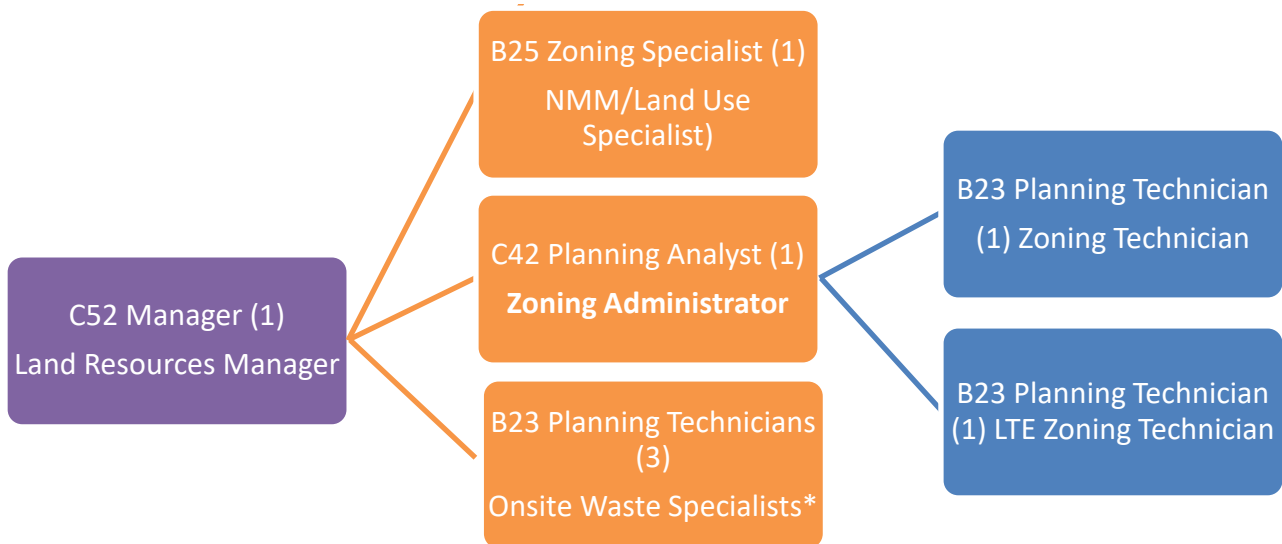 B25 Zoning Specialist (1)
NMM/Land Use
Specialist)
C52 Manager (1)
Land Resources Manager
C42 Planning Analyst (1)
Zoning Administrator
B23 Planning Technicians
(3)
Onsite Waste Specialists*
B23 Planning Technician
(1) Zoning Technician
B23 Planning Technician
(1) LTE Zoning Technician